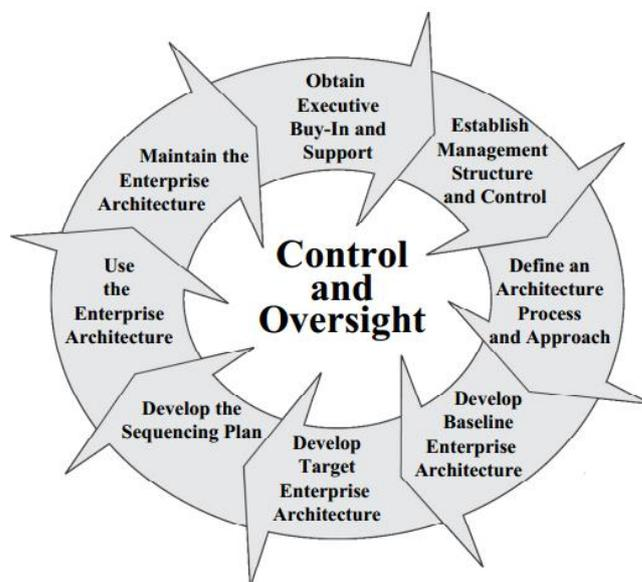 Obtain
Executive
Buy-In and
Support
Establish
Management
Structure
and Control
Define an
Architecture
Process
and Approach
Develop
Baseline
Enterprise
Architecture
Develop
Target
Enterprise
Architecture
Develop the
Sequencing Plan
Use
the
Enterprise
Architecture
Maintain the
Enterprise
Architecture
Control
and
Oversight